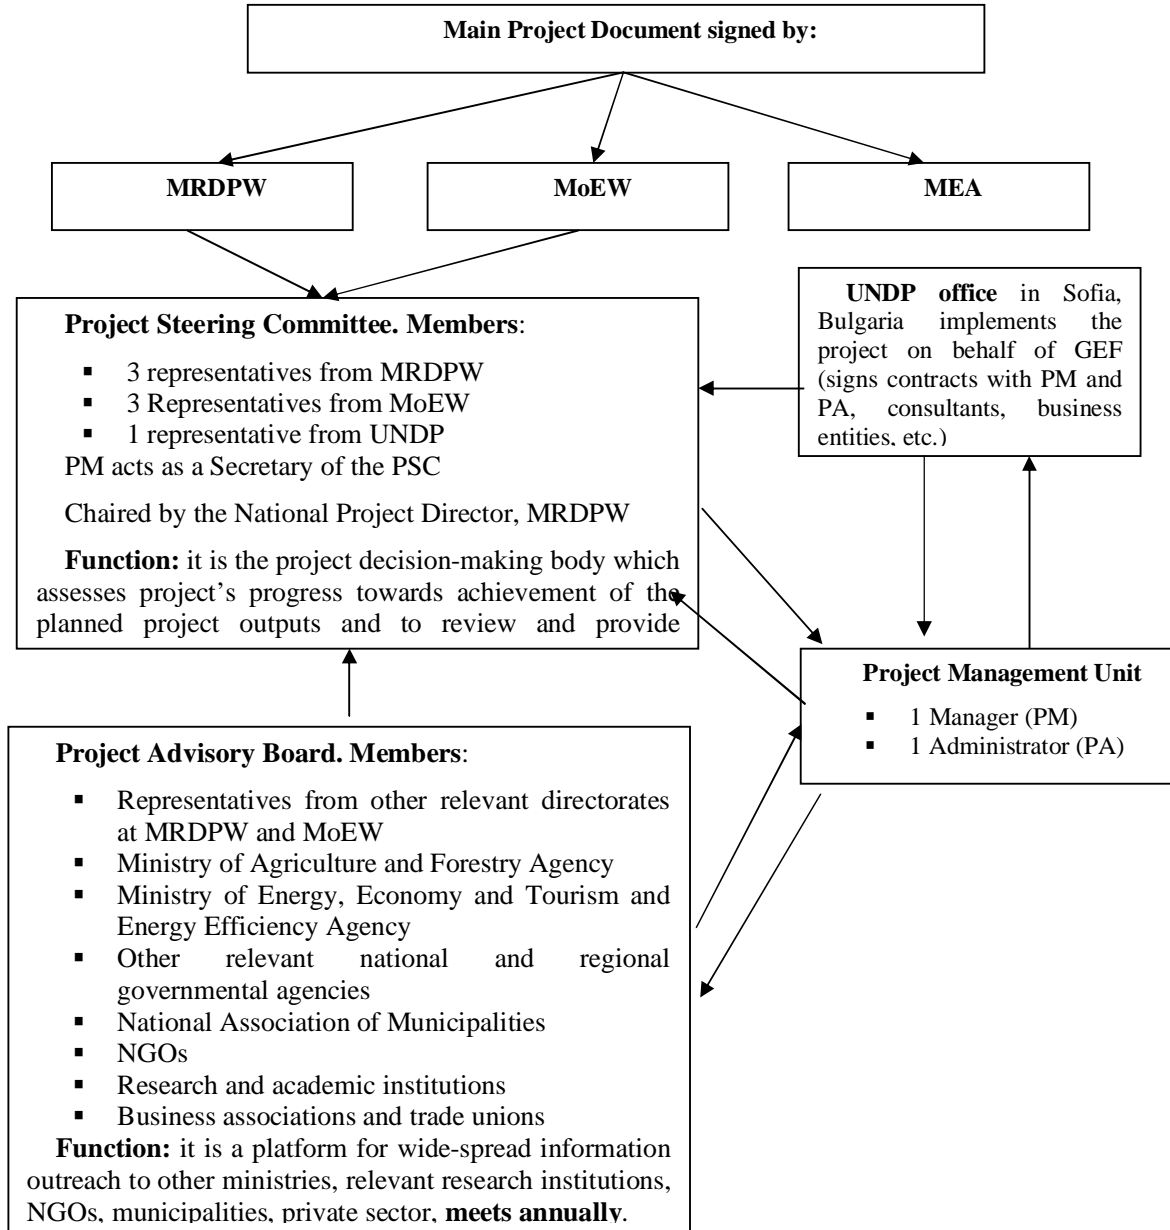 Main Project Document signed by:
MRDPW
MoEW
MEA
Project Steering Committee. Members:
▪ 3 representatives from MRDPW
▪ 3 Representatives from MoEW
▪ 1 representative from UNDP
PM acts as a Secretary of the PSC
Chaired by the National Project Director, MRDPW
Function: it is the project decision-making body which
assesses project’s progress towards achievement of the
planned project outputs and to review and provide
UNDP office in Sofia,
Bulgaria implements the
project on behalf of GEF
(signs contracts with PM and
PA, consultants, business
entities, etc.)
Project Management Unit
▪ 1 Manager (PM)
▪ 1 Administrator (PA)
Project Advisory Board. Members:
▪ Representatives from other relevant directorates
at MRDPW and MoEW
▪ Ministry of Agriculture and Forestry Agency
▪ Ministry of Energy, Economy and Tourism and
Energy Efficiency Agency
▪ Other relevant national and regional
governmental agencies
▪ National Association of Municipalities
▪ NGOs
▪ Research and academic institutions
▪ Business associations and trade unions
Function: it is a platform for wide-spread information
outreach to other ministries, relevant research institutions,
NGOs, municipalities, private sector, meets annually.